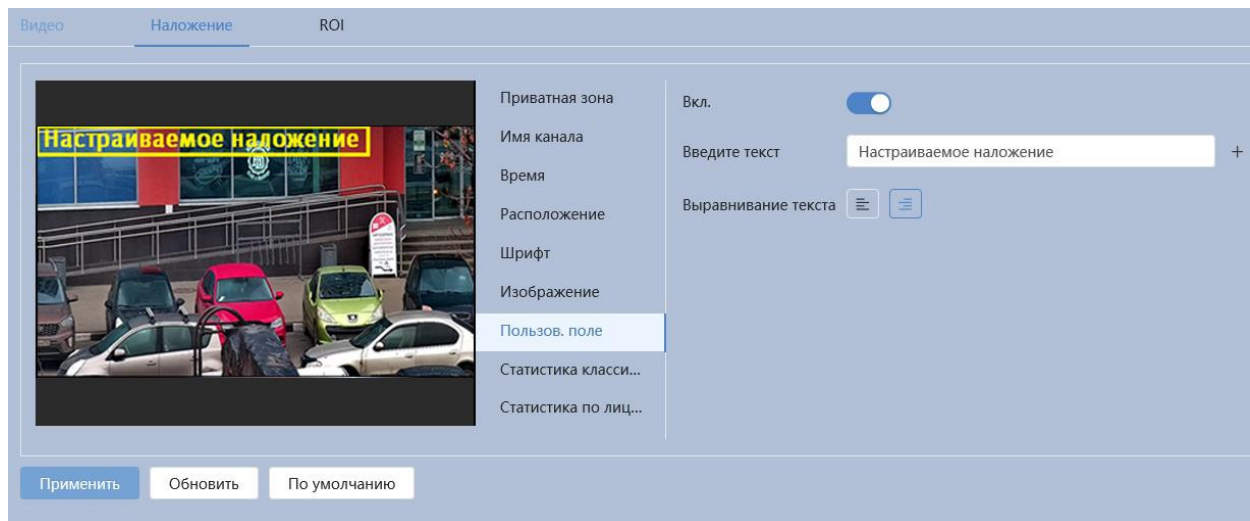 Видео Наложение ROI
Настраиваемое наложение
Приватная зона
Имя канала
Время
Расположение
Шрифт
Изображение
Пользов. поле
Статистика класси...
Статистика по лиц...
Вкл.
Введите текст Настраиваемое наложение +
Выравнивание текста
Применить Обновить По умолчанию